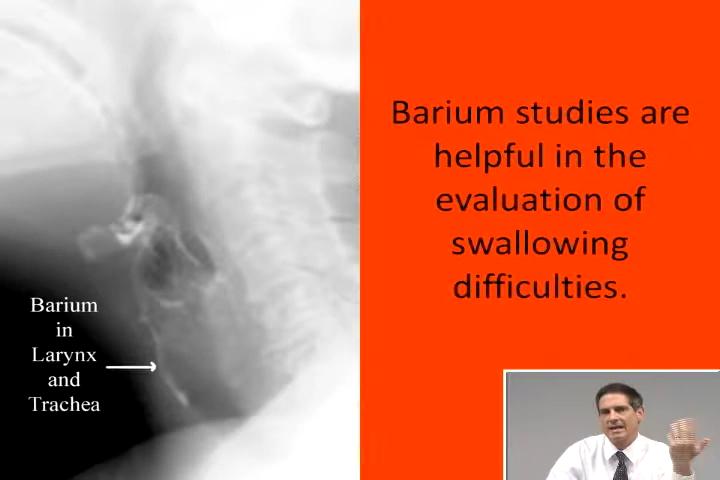 Barium studies are
helpful in the
evaluation of
swallowing
difficulties.
Barium
in
Larynx
and
Trachea